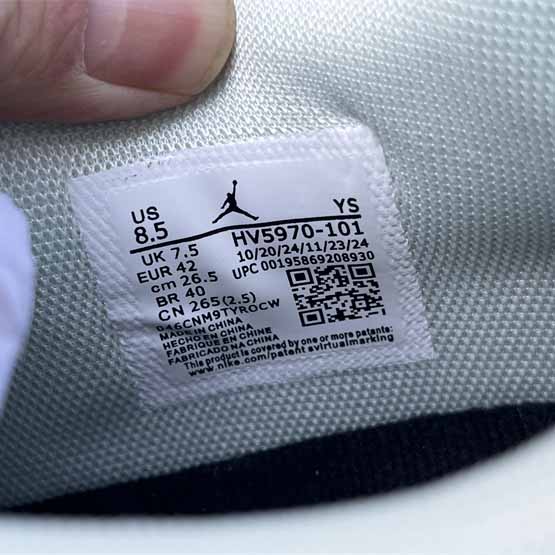 US YS
8.5
UK 7.5 HV5970-101
EUR 42 10/20/24/11/23/24
cm 26.5 UPC 00195869208930
BR 40
CN 265(2.5)
046CNM9TYROCW
MADE IN CHINA
HECHO EN CHINA
FABRIQUE EN CHINE
FABRICADO NA CHINA
This product is covered by one or more patents:
www.nike.com/patents virtualmarking